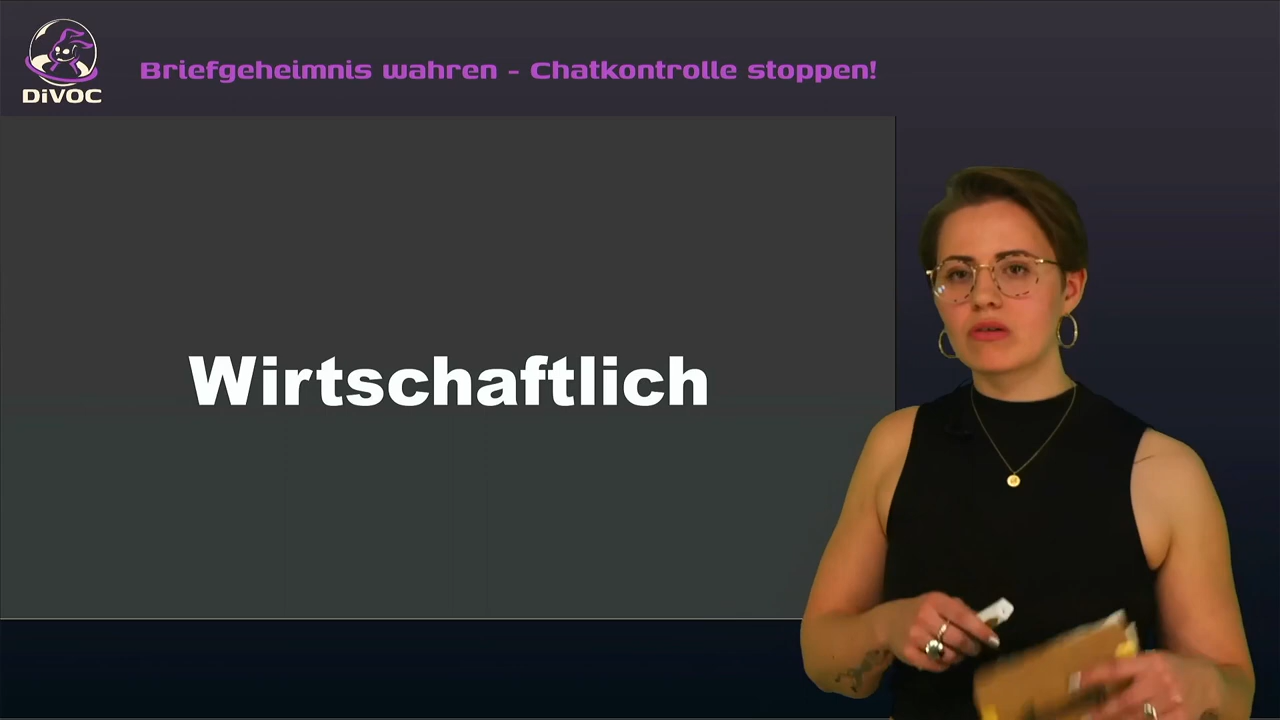 Briefgeheimnis wahren - Chatkontrolle stoppen!
DiVOC
Wirtschaftlich